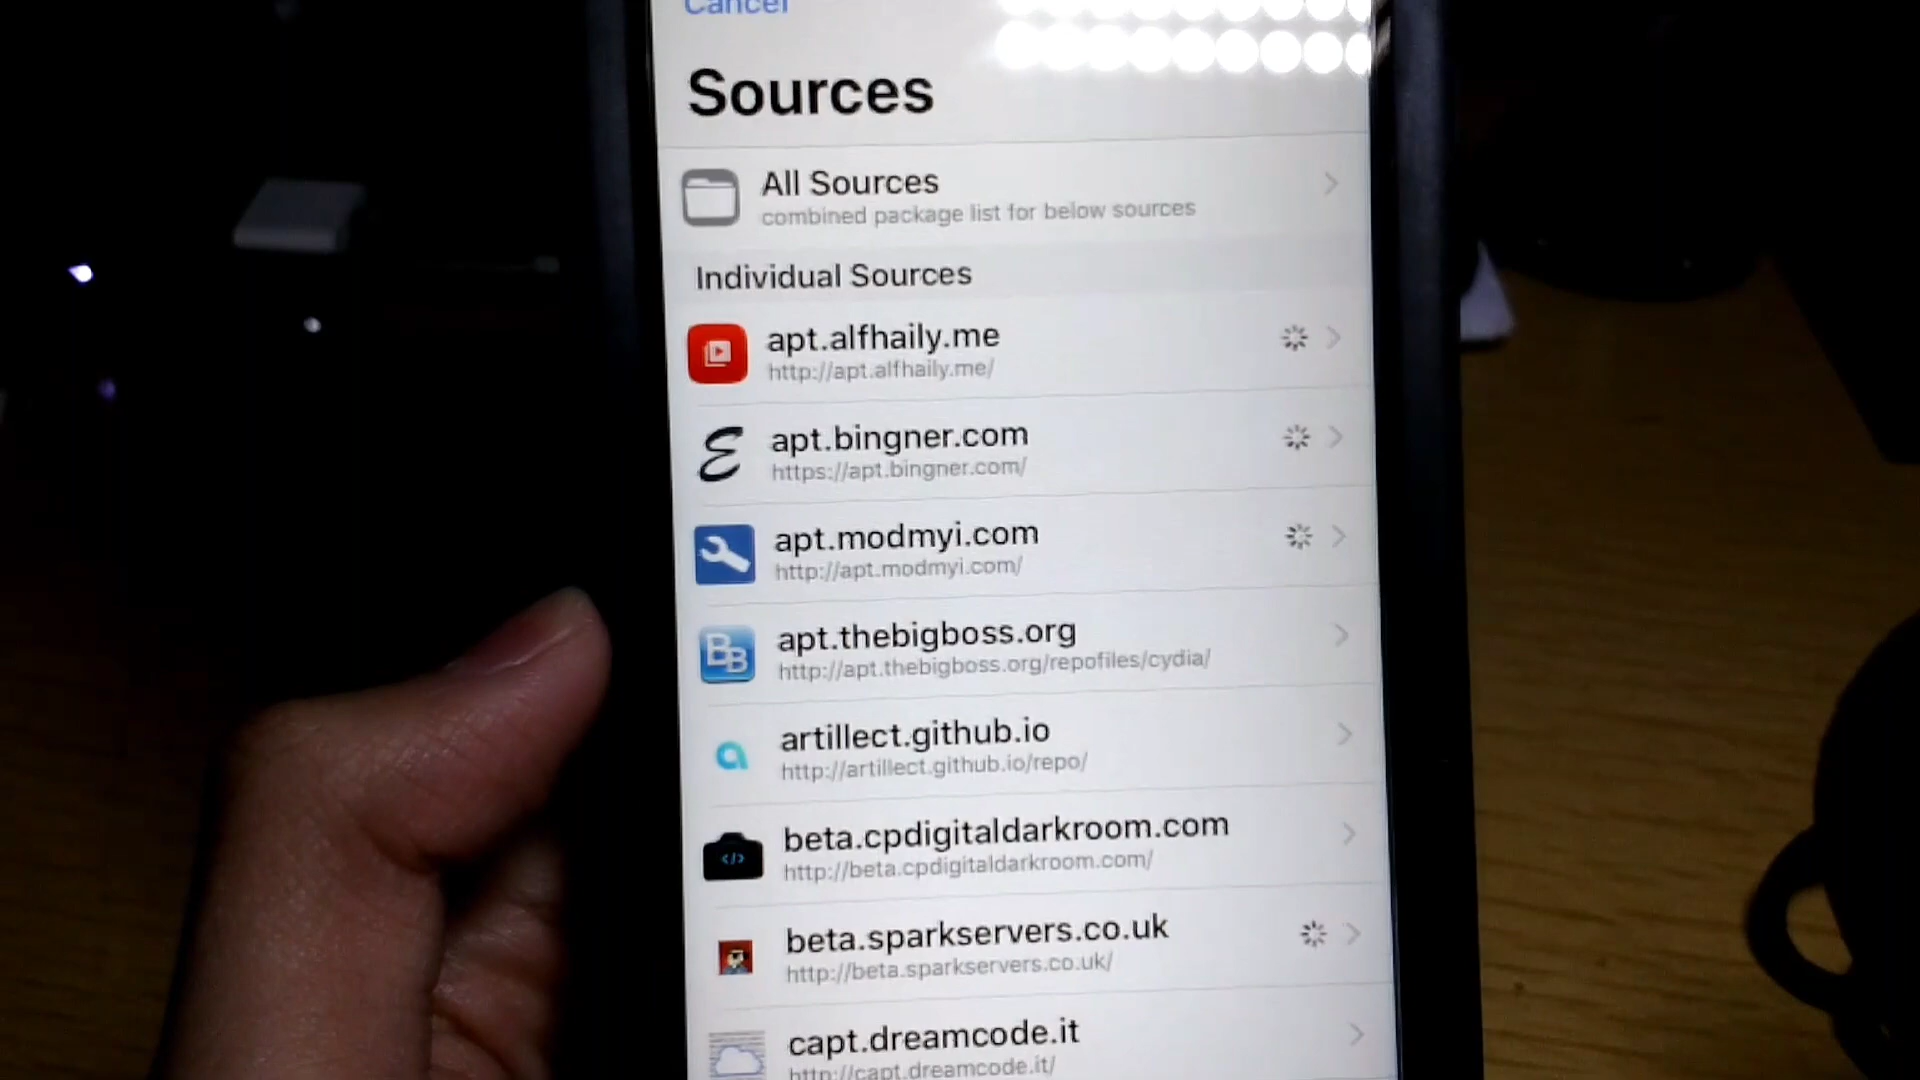 Cancel
Sources
All Sources
combined package list for below sources
Individual Sources
apt.alfhaily.me
http://apt.alfhaily.me/
apt.bingner.com
https://apt.bingner.com/
apt.modmyi.com
http://apt.modmyi.com/
BB
apt.thebigboss.org
http://apt.thebigboss.org/repofiles/cydia/
artillect.github.io
http://artillect.github.io/repo/
</>
beta.cpdigitaldarkroom.com
http://beta.cpdigitaldarkroom.com/
beta.sparkservers.co.uk
http://beta.sparkservers.co.uk/
capt.dreamcode.it
http://capt.dreamcode.it/